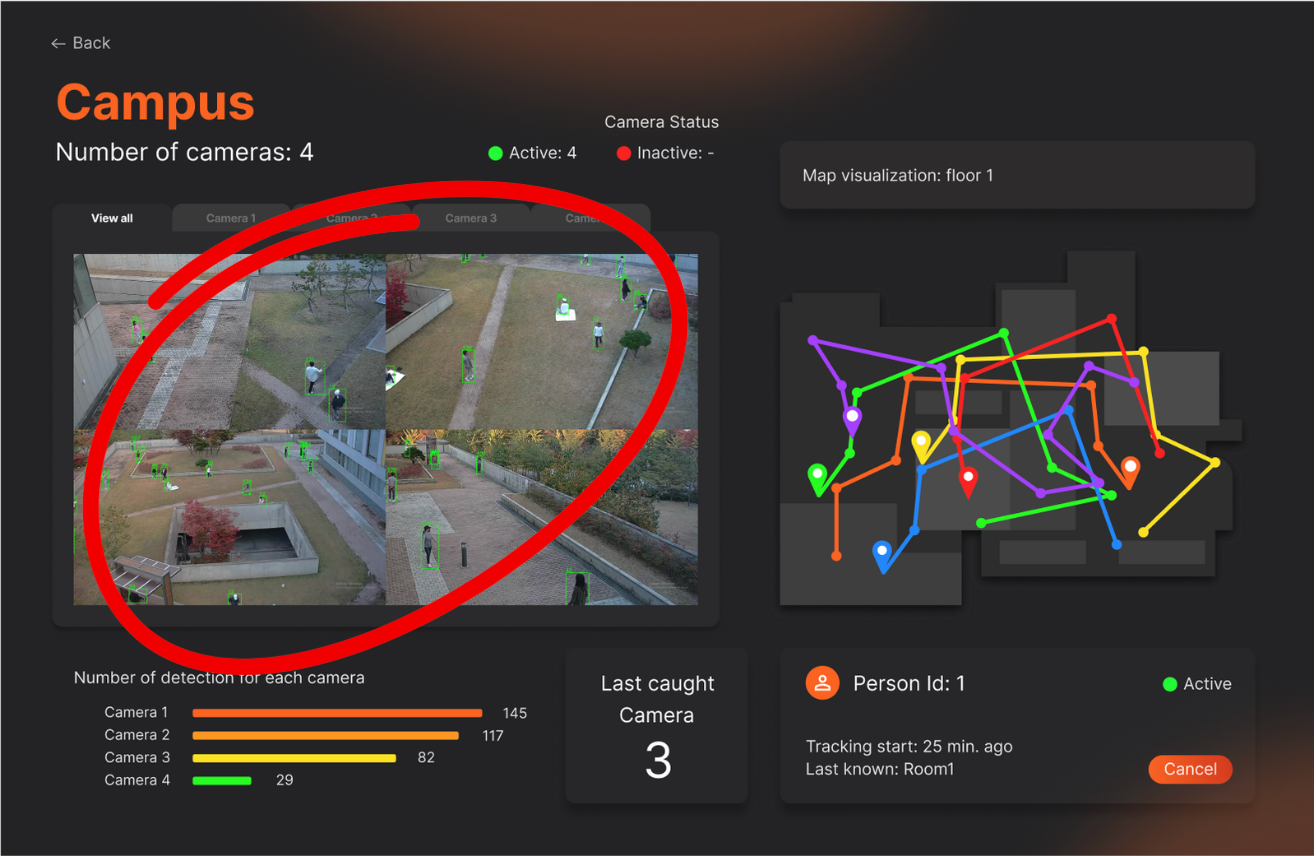 ← Back
Campus
Number of cameras: 4
Camera Status
Active: 4
Inactive: -
View all
Camera 1
Camera 2
Camera 3
Map visualization: floor 1
Number of detection for each camera
Camera 1 145
Camera 2 117
Camera 3 82
Camera 4 29
Last caught
Camera
3
Person Id: 1
Active
Tracking start: 25 min. ago
Last known: Room1
Cancel